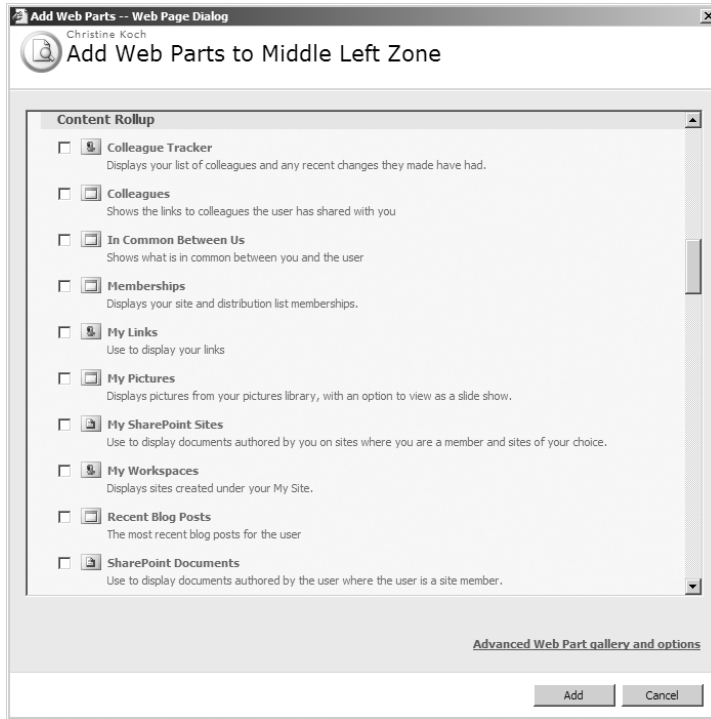 Add Web Parts -- Web Page Dialog
Christine Koch
Add Web Parts to Middle Left Zone
Content Rollup
Colleague Tracker
Displays your list of colleagues and any recent changes they made have had.
Colleagues
Shows the links to colleagues the user has shared with you
In Common Between Us
Shows what is in common between you and the user
Memberships
Displays your site and distribution list memberships.
My Links
Use to display your links
My Pictures
Displays pictures from your pictures library, with an option to view as a slide show.
My SharePoint Sites
Use to display documents authored by you on sites where you are a member and sites of your choice.
My Workspaces
Displays sites created under your My Site.
Recent Blog Posts
The most recent blog posts for the user
SharePoint Documents
Use to display documents authored by the user where the user is a site member.
Advanced Web Part gallery and options
Add Cancel